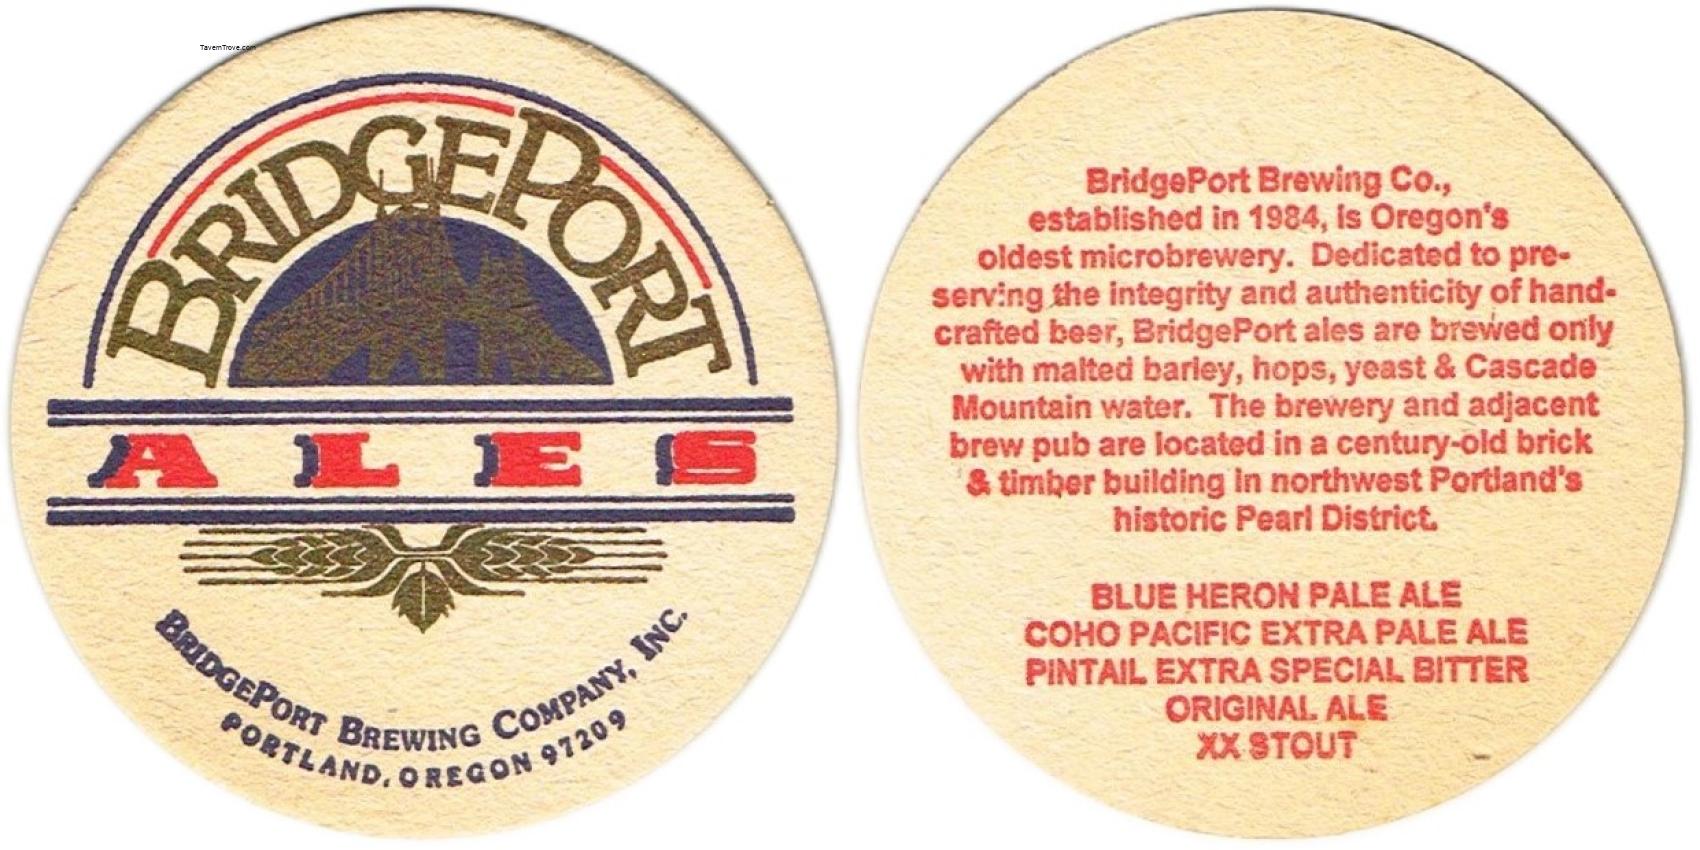 TavernTrove.com
BRIDGEPORT
ALES
BRIDGEPORT BREWING COMPANY, INC.
PORTLAND, OREGON 97209
BridgePort Brewing Co.,
established in 1984, is Oregon's
oldest microbrewery. Dedicated to pre-
serving the integrity and authenticity of hand-
crafted beer, BridgePort ales are brewed only
with malted barley, hops, yeast & Cascade
Mountain water. The brewery and adjacent
brew pub are located in a century-old brick
& timber building in northwest Portland's
historic Pearl District.
BLUE HERON PALE ALE
COHO PACIFIC EXTRA PALE ALE
PINTAIL EXTRA SPECIAL BITTER
ORIGINAL ALE
XX STOUT